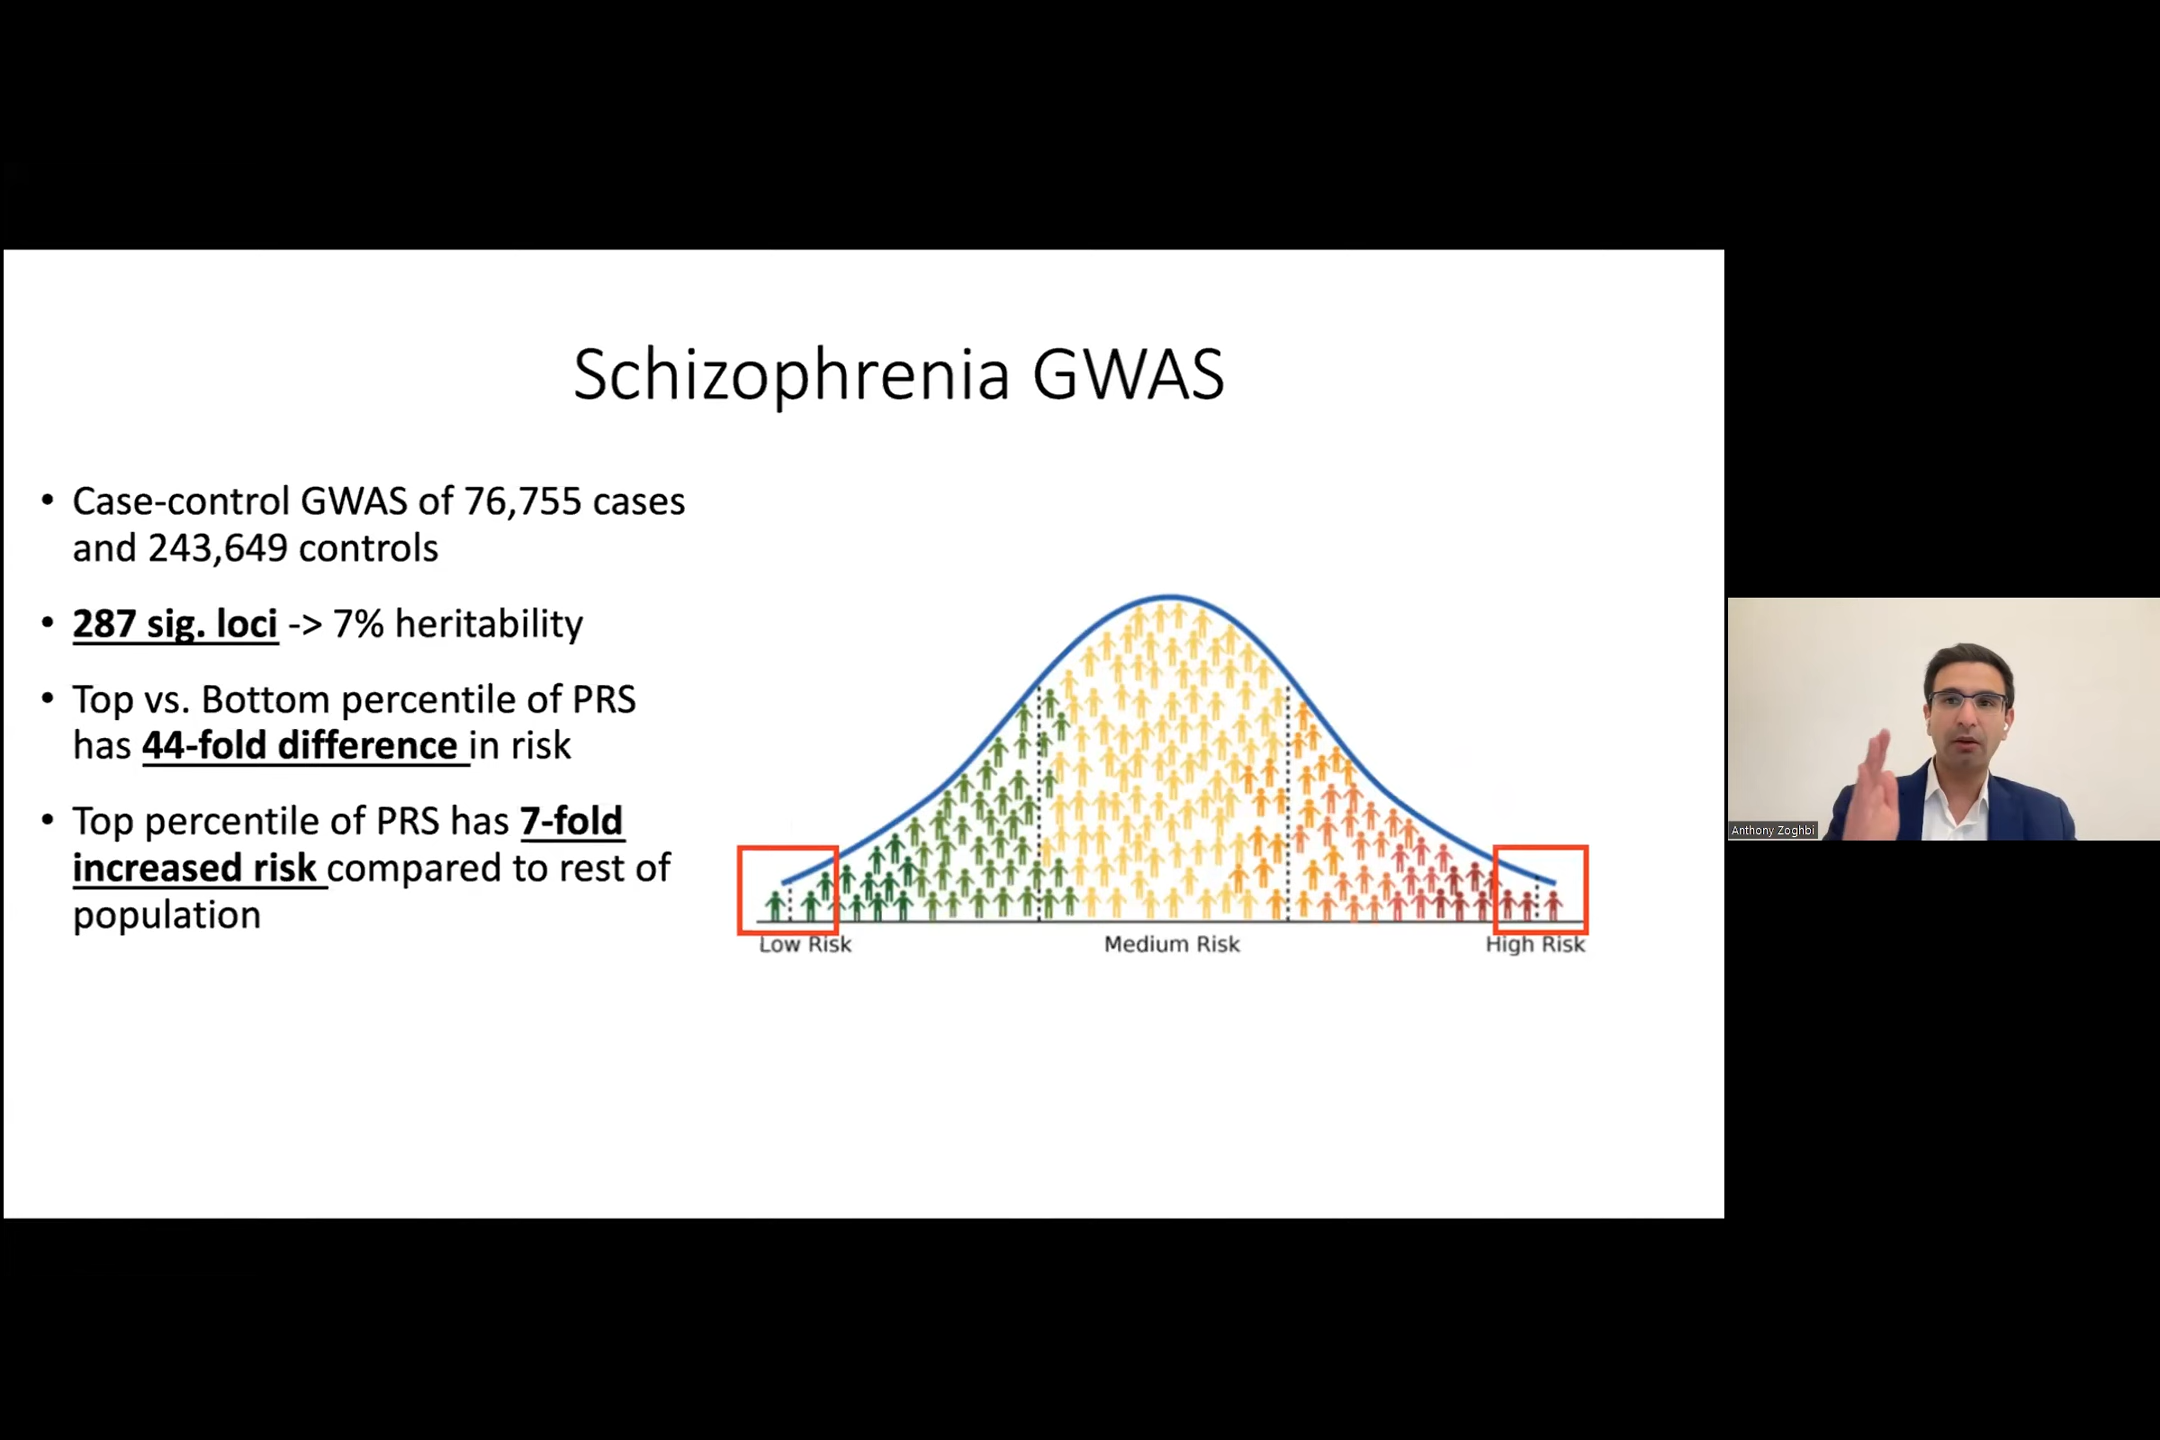 Schizophrenia GWAS
• Case-control GWAS of 76,755 cases
and 243,649 controls
• 287 sig. loci -> 7% heritability
• Top vs. Bottom percentile of PRS
has 44-fold difference in risk
• Top percentile of PRS has 7-fold
increased risk compared to rest of
population
Low Risk
Medium Risk
High Risk
Anthony Zoghbi